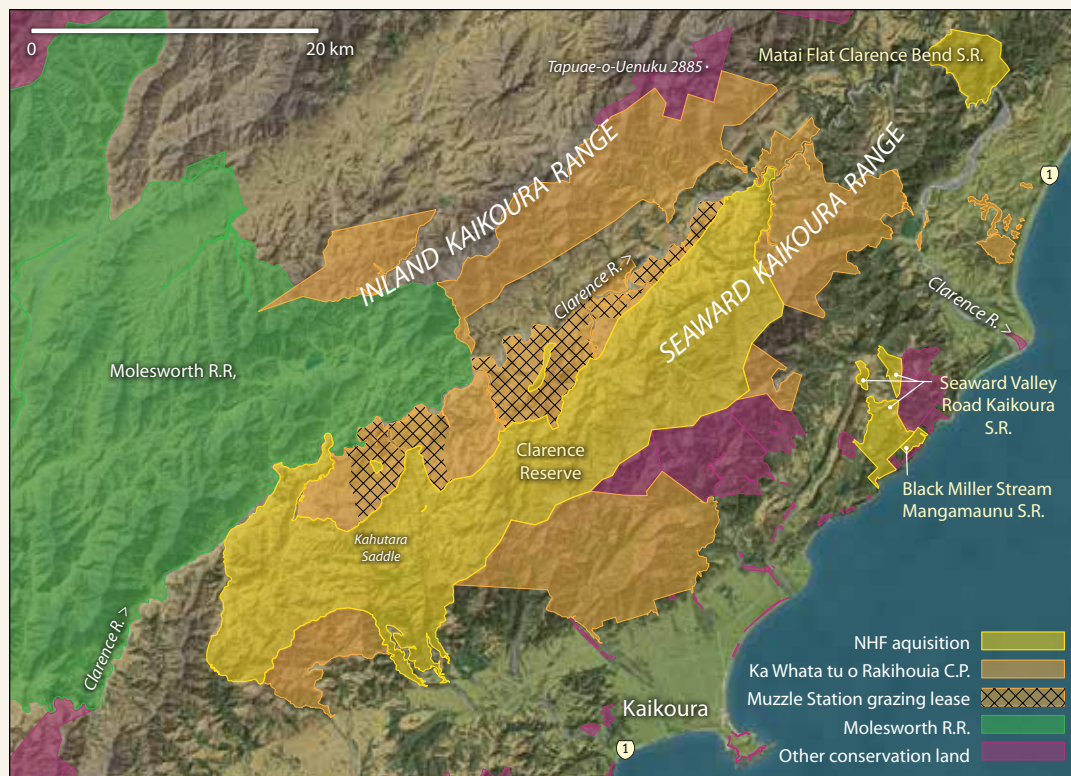 0 20 km
Tapuae-o-Uenuku 2885
Matai Flat Clarence Bend S.R.
INLAND KAIKOURA RANGE
SEAWARD KAIKOURA RANGE
1
Clarence R. >
Clarence R. >
Molesworth R.R,
Seaward Valley
Road Kaikoura
S.R.
Clarence
Reserve
Black Miller Stream
Mangamaunu S.R.
Kahutara
Saddle
Clarence R. >
Kaikoura
1
NHF aquisition
Ka Whata tu o Rakihouia C.P.
Muzzle Station grazing lease
Molesworth R.R.
Other conservation land